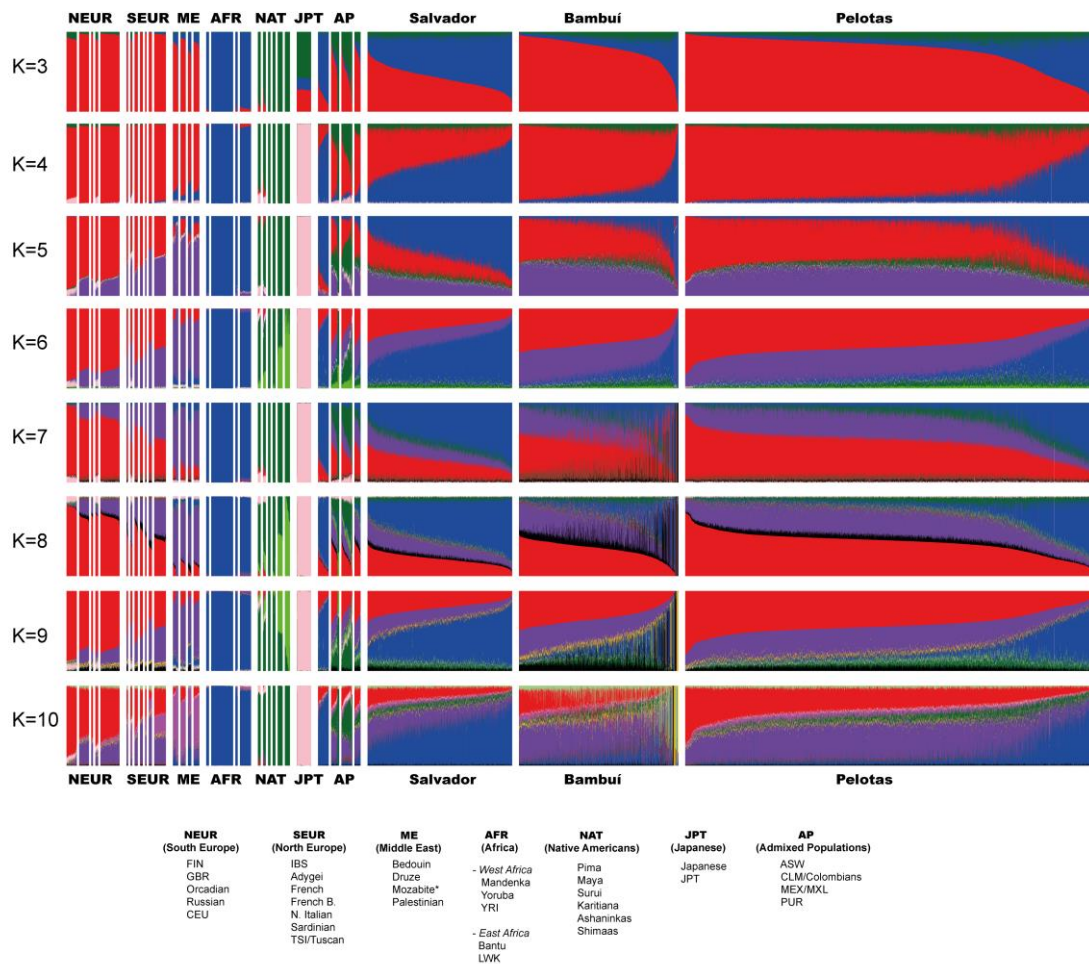 NEUR SEUR ME AFR NAT JPT AP Salvador Bambuí Pelotas
K=3
K=4
K=5
K=6
K=7
K=8
K=9
K=10
NEUR SEUR ME AFR NAT JPT AP Salvador Bambuí Pelotas
NEUR
(South Europe)
FIN
GBR
Orcadian
Russian
CEU
SEUR
(North Europe)
IBS
Adygei
French
French B.
N. Italian
Sardinian
TSI/Tuscan
ME
(Middle East)
Bedouin
Druze
Mozabite*
Palestinian
AFR
(Africa)
- West Africa
Mandenka
Yoruba
YRI
- East Africa
Bantu
LWK
NAT
(Native Americans)
Pima
Maya
Surui
Karitiana
Ashaninkas
Shimaas
JPT
(Japanese)
Japanese
JPT
AP
(Admixed Populations)
ASW
CLM/Colombians
MEX/MXL
PUR